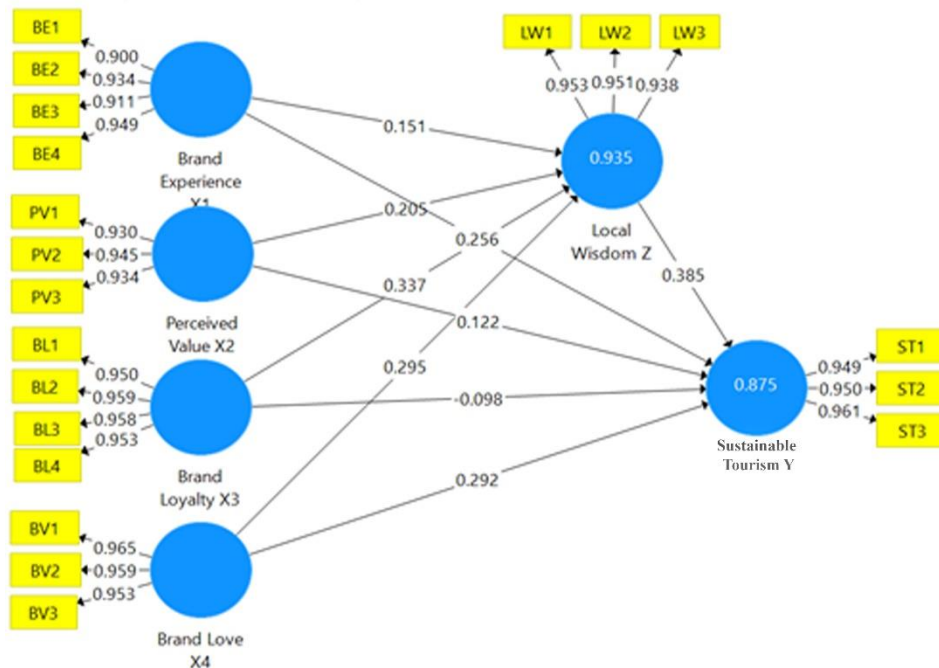 BE1
BE2
BE3
BE4
0.900
0.934
0.911
0.949
Brand
Experience
X1
PV1
PV2
PV3
0.930
0.945
0.934
Perceived
Value X2
BL1
BL2
BL3
BL4
0.950
0.959
0.958
0.953
Brand
Loyalty X3
BV1
BV2
BV3
0.965
0.959
0.953
Brand Love
X4
0.151
0.205
0.256
0.337
0.122
0.295
-0.098
0.292
LW1
LW2
LW3
0.953
0.951
0.938
0.935
Local
Wisdom Z
0.385
0.875
Sustainable
Tourism Y
0.949
0.950
0.961
ST1
ST2
ST3